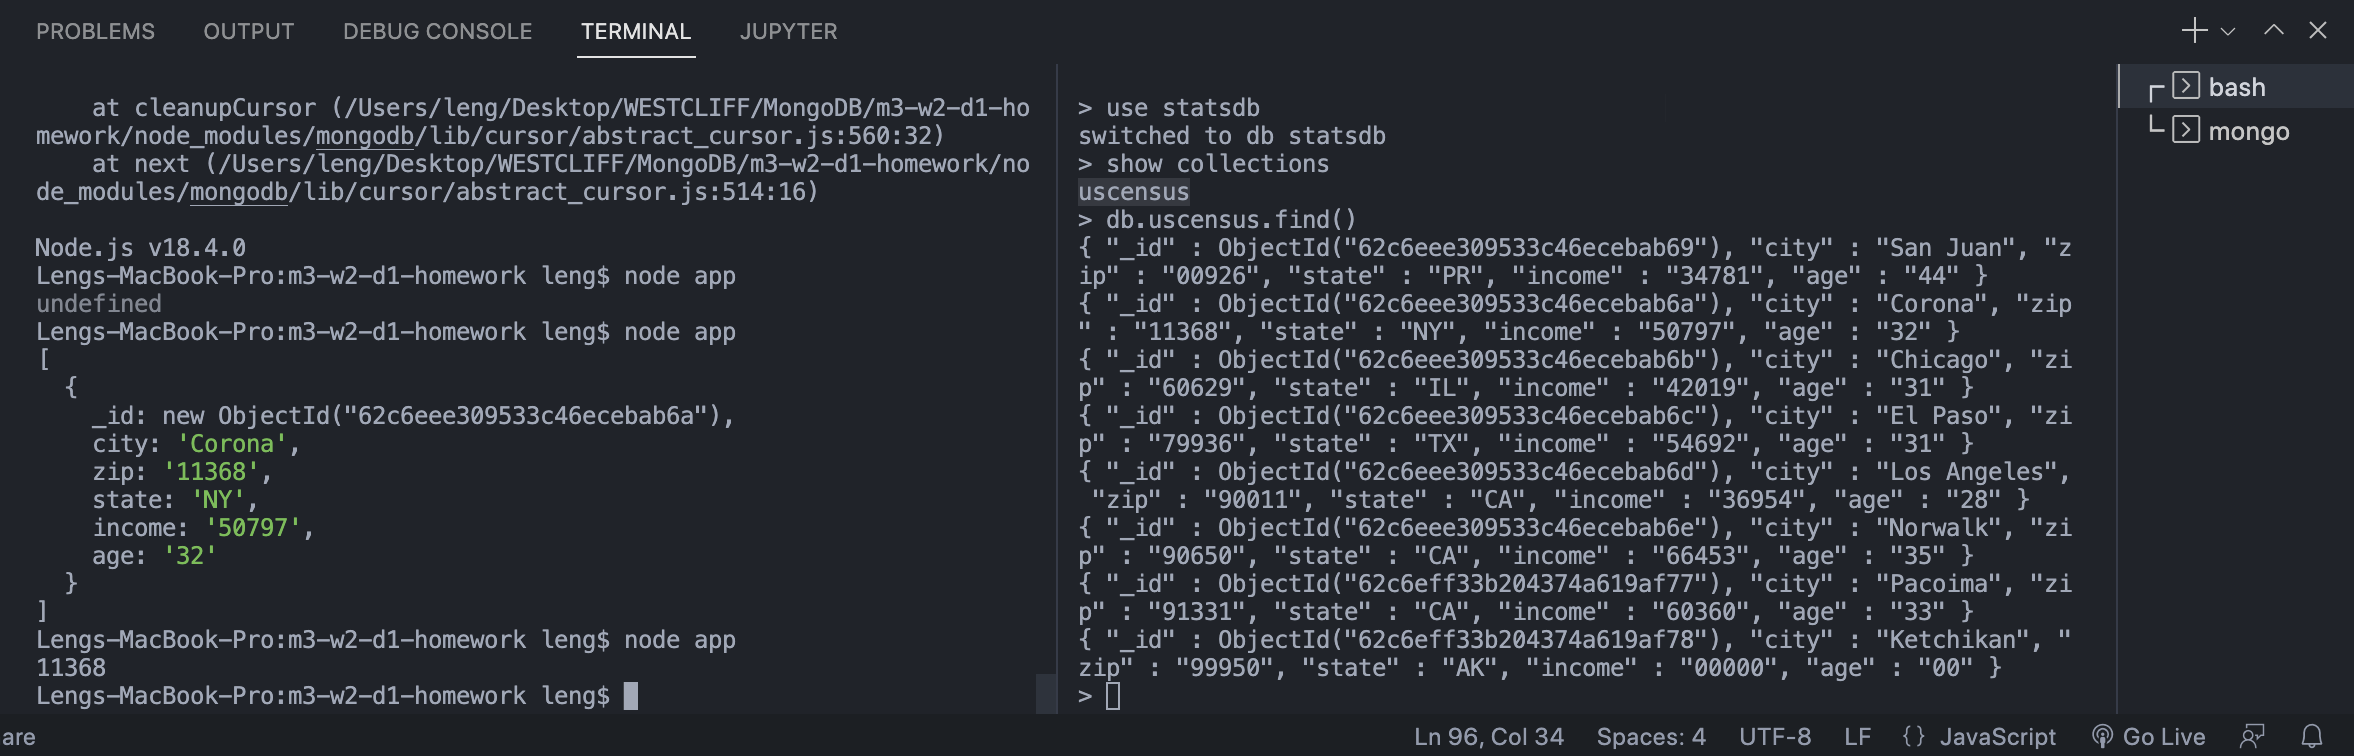 PROBLEMS OUTPUT DEBUG CONSOLE TERMINAL JUPYTER
    at cleanupCursor (/Users/leng/Desktop/WESTCLIFF/MongoDB/m3-w2-d1-ho
mework/node_modules/mongodb/lib/cursor/abstract_cursor.js:560:32)
    at next (/Users/leng/Desktop/WESTCLIFF/MongoDB/m3-w2-d1-homework/no
de_modules/mongodb/lib/cursor/abstract_cursor.js:514:16)
Node.js v18.4.0
Lengs-MacBook-Pro:m3-w2-d1-homework leng$ node app
undefined
Lengs-MacBook-Pro:m3-w2-d1-homework leng$ node app
[
  {
    _id: new ObjectId("62c6eee309533c46ecebab6a"),
    city: 'Corona',
    zip: '11368',
    state: 'NY',
    income: '50797',
    age: '32'
  }
]
Lengs-MacBook-Pro:m3-w2-d1-homework leng$ node app
11368
Lengs-MacBook-Pro:m3-w2-d1-homework leng$
> use statsdb
switched to db statsdb
> show collections
uscensus
> db.uscensus.find()
{ "_id" : ObjectId("62c6eee309533c46ecebab69"), "city" : "San Juan", "z
ip" : "00926", "state" : "PR", "income" : "34781", "age" : "44" }
{ "_id" : ObjectId("62c6eee309533c46ecebab6a"), "city" : "Corona", "zip
" : "11368", "state" : "NY", "income" : "50797", "age" : "32" }
{ "_id" : ObjectId("62c6eee309533c46ecebab6b"), "city" : "Chicago", "zi
p" : "60629", "state" : "IL", "income" : "42019", "age" : "31" }
{ "_id" : ObjectId("62c6eee309533c46ecebab6c"), "city" : "El Paso", "zi
p" : "79936", "state" : "TX", "income" : "54692", "age" : "31" }
{ "_id" : ObjectId("62c6eee309533c46ecebab6d"), "city" : "Los Angeles",
 "zip" : "90011", "state" : "CA", "income" : "36954", "age" : "28" }
{ "_id" : ObjectId("62c6eee309533c46ecebab6e"), "city" : "Norwalk", "zi
p" : "90650", "state" : "CA", "income" : "66453", "age" : "35" }
{ "_id" : ObjectId("62c6eff33b204374a619af77"), "city" : "Pacoima", "zi
p" : "91331", "state" : "CA", "income" : "60360", "age" : "33" }
{ "_id" : ObjectId("62c6eff33b204374a619af78"), "city" : "Ketchikan", "
zip" : "99950", "state" : "AK", "income" : "00000", "age" : "00" }
>
bash
mongo
are Ln 96, Col 34 Spaces: 4 UTF-8 LF {} JavaScript Go Live